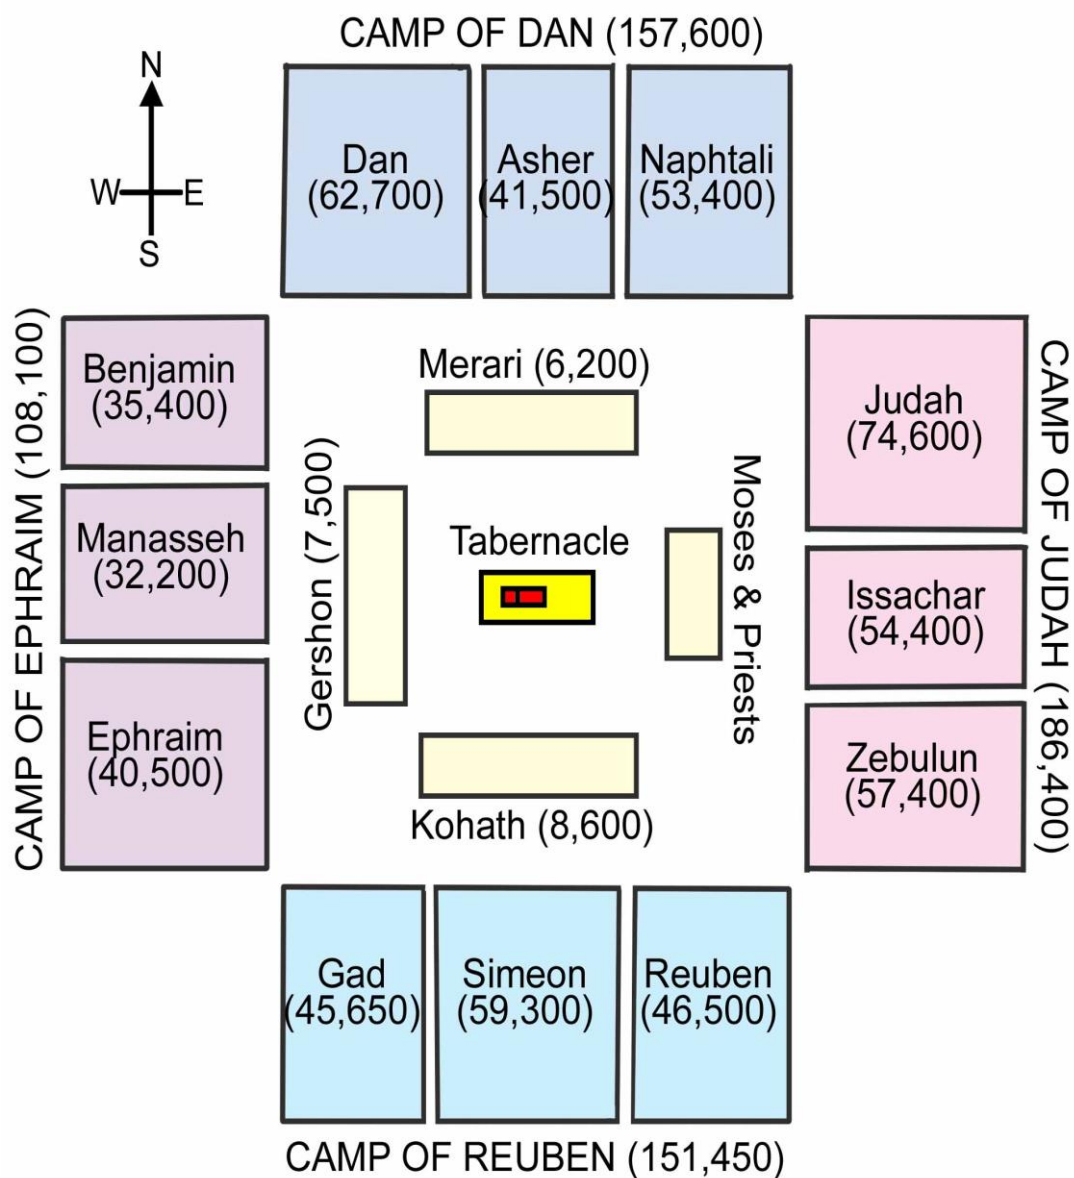 CAMP OF DAN (157,600)
N
W
E
S
Dan
(62,700)
Asher
(41,500)
Naphtali
(53,400)
CAMP OF EPHRAIM (108,100)
Benjamin
(35,400)
Manasseh
(32,200)
Ephraim
(40,500)
Merari (6,200)
Gershon (7,500)
Tabernacle
Moses & Priests
Kohath (8,600)
Judah
(74,600)
Issachar
(54,400)
Zebulun
(57,400)
CAMP OF JUDAH (186,400)
Gad
(45,650)
Simeon
(59,300)
Reuben
(46,500)
CAMP OF REUBEN (151,450)